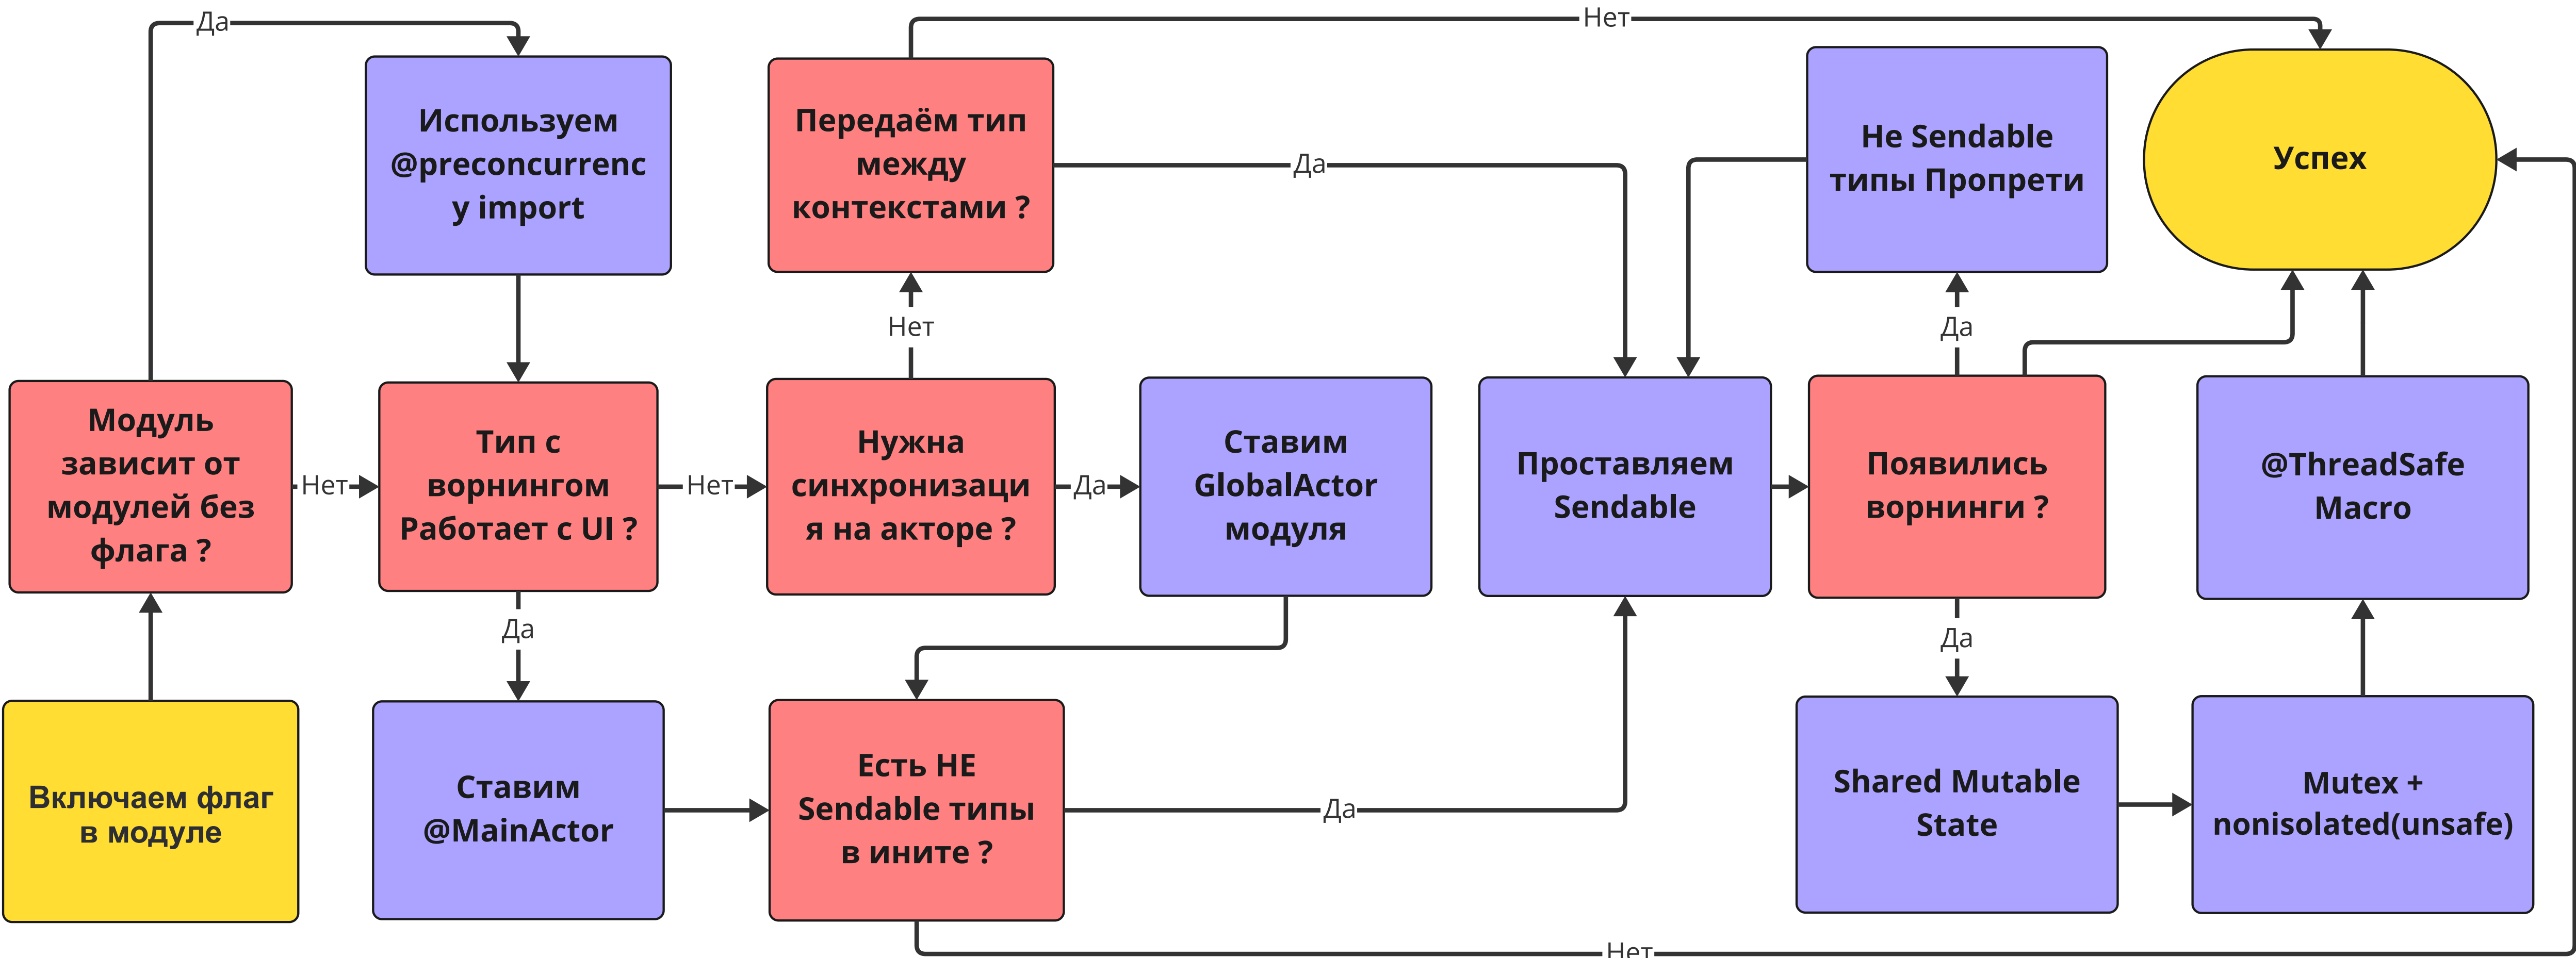 Да
Нет
Используем
@preconcurrenc
y import
Передаём тип
между
контекстами ?
Да
Не Sendable
типы Пропрети
Успех
Нет
Да
Модуль
зависит от
модулей без
флага ?
Нет
Тип с
ворнингом
Работает с UI ?
Нет
Нужна
синхронизаци
я на акторе ?
Да
Ставим
GlobalActor
модуля
Проставляем
Sendable
Появились
ворнинги ?
@ThreadSafe
Macro
Да
Да
Включаем флаг
в модуле
Ставим
@MainActor
Есть НЕ
Sendable типы
в ините ?
Да
Shared Mutable
State
Mutex +
nonisolated(unsafe)
Нет